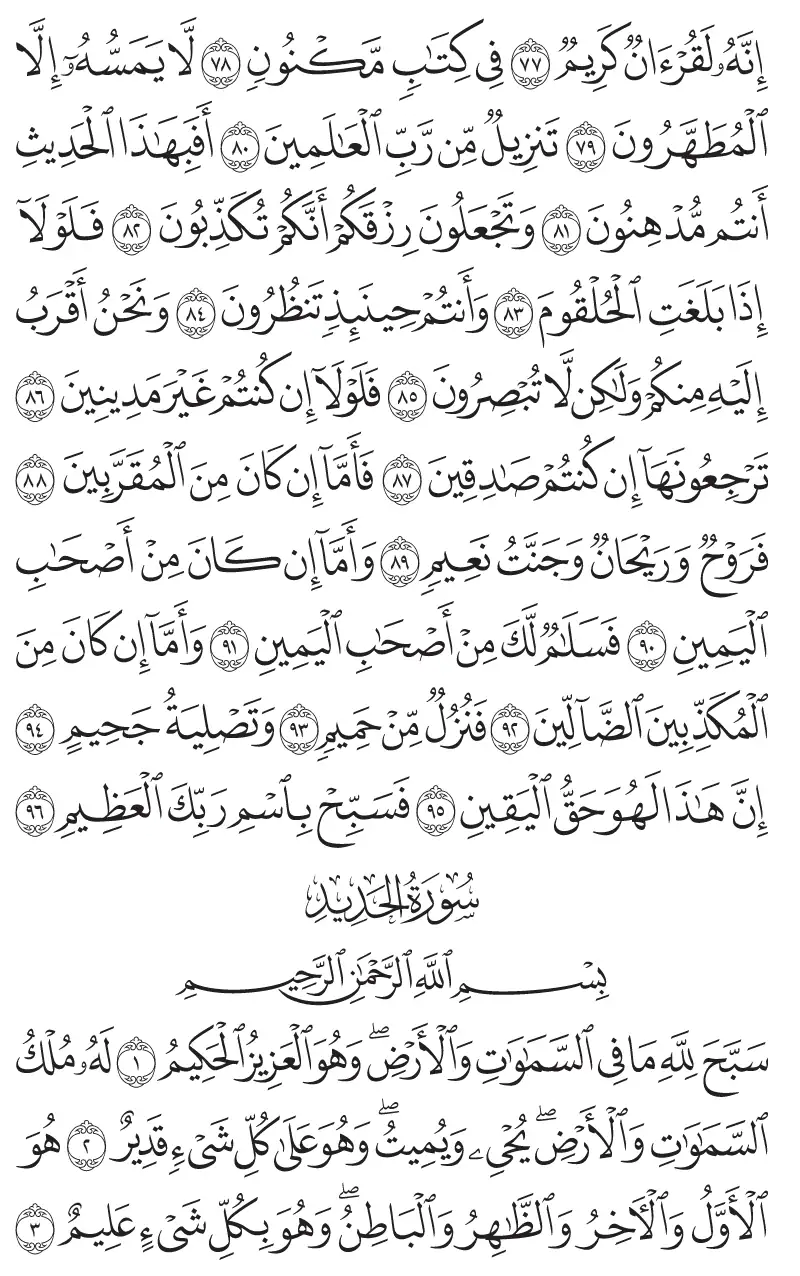 إِنَّهُۥ لَقُرۡءَانٞ كَرِيمٞ ٧٧ فِي كِتَٰبٖ مَّكۡنُونٖ ٧٨ لَّا يَمَسُّهُۥٓ إِلَّا
ٱلۡمُطَهَّرُونَ ٧٩ تَنزِيلٞ مِّن رَّبِّ ٱلۡعَٰلَمِينَ ٨٠ أَفَبِهَٰذَا ٱلۡحَدِيثِ
أَنتُم مُّدۡهِنُونَ ٨١ وَتَجۡعَلُونَ رِزۡقَكُمۡ أَنَّكُمۡ تُكَذِّبُونَ ٨٢ فَلَوۡلَآ
إِذَا بَلَغَتِ ٱلۡحُلۡقُومَ ٨٣ وَأَنتُمۡ حِينَئِذٖ تَنظُرُونَ ٨٤ وَنَحۡنُ أَقۡرَبُ
إِلَيۡهِ مِنكُمۡ وَلَٰكِن لَّا تُبۡصِرُونَ ٨٥ فَلَوۡلَآ إِن كُنتُمۡ غَيۡرَ مَدِينِينَ ٨٦
تَرۡجِعُونَهَآ إِن كُنتُمۡ صَٰدِقِينَ ٨٧ فَأَمَّآ إِن كَانَ مِنَ ٱلۡمُقَرَّبِينَ ٨٨
فَرَوۡحٞ وَرَيۡحَانٞ وَجَنَّتُ نَعِيمٖ ٨٩ وَأَمَّآ إِن كَانَ مِنۡ أَصۡحَٰبِ
ٱلۡيَمِينِ ٩٠ فَسَلَٰمٞ لَّكَ مِنۡ أَصۡحَٰبِ ٱلۡيَمِينِ ٩١ وَأَمَّآ إِن كَانَ مِنَ
ٱلۡمُكَذِّبِينَ ٱلضَّآلِّينَ ٩٢ فَنُزُلٞ مِّنۡ حَمِيمٖ ٩٣ وَتَصۡلِيَةُ جَحِيمٍ ٩٤
إِنَّ هَٰذَا لَهُوَ حَقُّ ٱلۡيَقِينِ ٩٥ فَسَبِّحۡ بِٱسۡمِ رَبِّكَ ٱلۡعَظِيمِ ٩٦
سُورَةُ الحَدِيدِ
بِسۡمِ ٱللَّهِ ٱلرَّحۡمَٰنِ ٱلرَّحِيمِ
سَبَّحَ لِلَّهِ مَا فِي ٱلسَّمَٰوَٰتِ وَٱلۡأَرۡضِۖ وَهُوَ ٱلۡعَزِيزُ ٱلۡحَكِيمُ ١ لَهُۥ مُلۡكُ
ٱلسَّمَٰوَٰتِ وَٱلۡأَرۡضِۖ يُحۡيِۦ وَيُمِيتُۖ وَهُوَ عَلَىٰ كُلِّ شَيۡءٖ قَدِيرٌ ٢ هُوَ
ٱلۡأَوَّلُ وَٱلۡأٓخِرُ وَٱلظَّٰهِرُ وَٱلۡبَاطِنُۖ وَهُوَ بِكُلِّ شَيۡءٍ عَلِيمٌ ٣